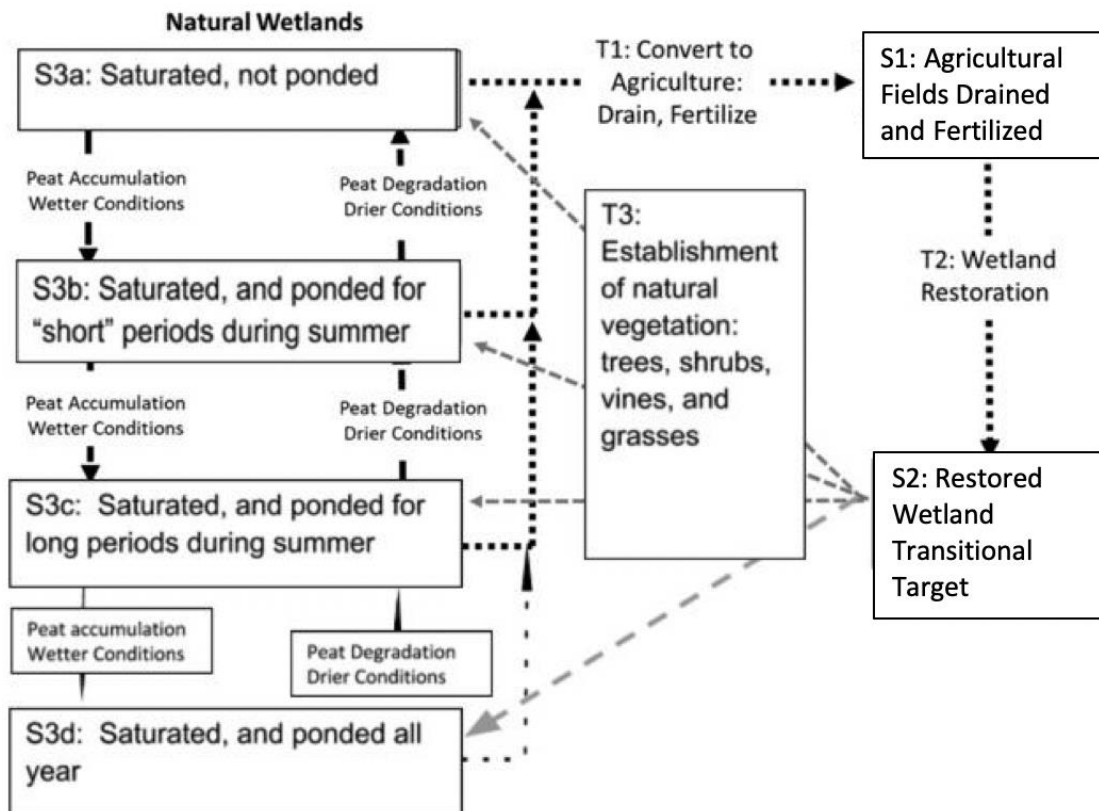 Natural Wetlands
S3a: Saturated, not ponded
T1: Convert to
Agriculture:
Drain, Fertilize
S1: Agricultural
Fields Drained
and Fertilized
Peat Accumulation
Wetter Conditions
Peat Degradation
Drier Conditions
T3:
Establishment
of natural
vegetation:
trees, shrubs,
vines, and
grasses
T2: Wetland
Restoration
S3b: Saturated, and ponded for
“short” periods during summer
Peat Accumulation
Wetter Conditions
Peat Degradation
Drier Conditions
S3c: Saturated, and ponded for
long periods during summer
S2: Restored
Wetland
Transitional
Target
Peat accumulation
Wetter Conditions
Peat Degradation
Drier Conditions
S3d: Saturated, and ponded all
year